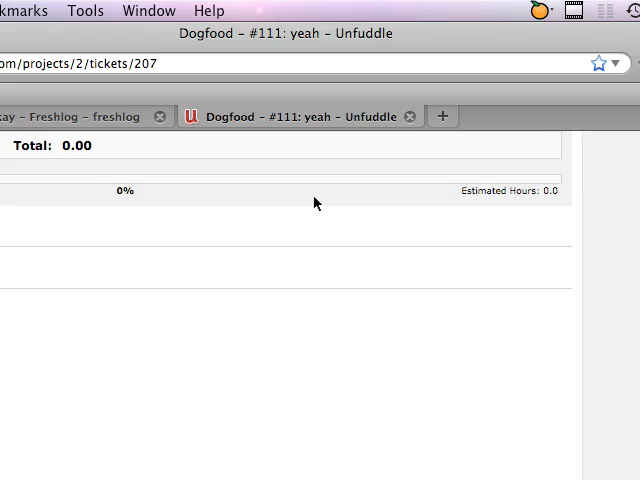 kmarks Tools Window Help
Dogfood – #111: yeah – Unfuddle
om/projects/2/tickets/207
kay – Freshlog – freshlog
Dogfood – #111: yeah – Unfuddle
Total: 0.00
0%
Estimated Hours: 0.0